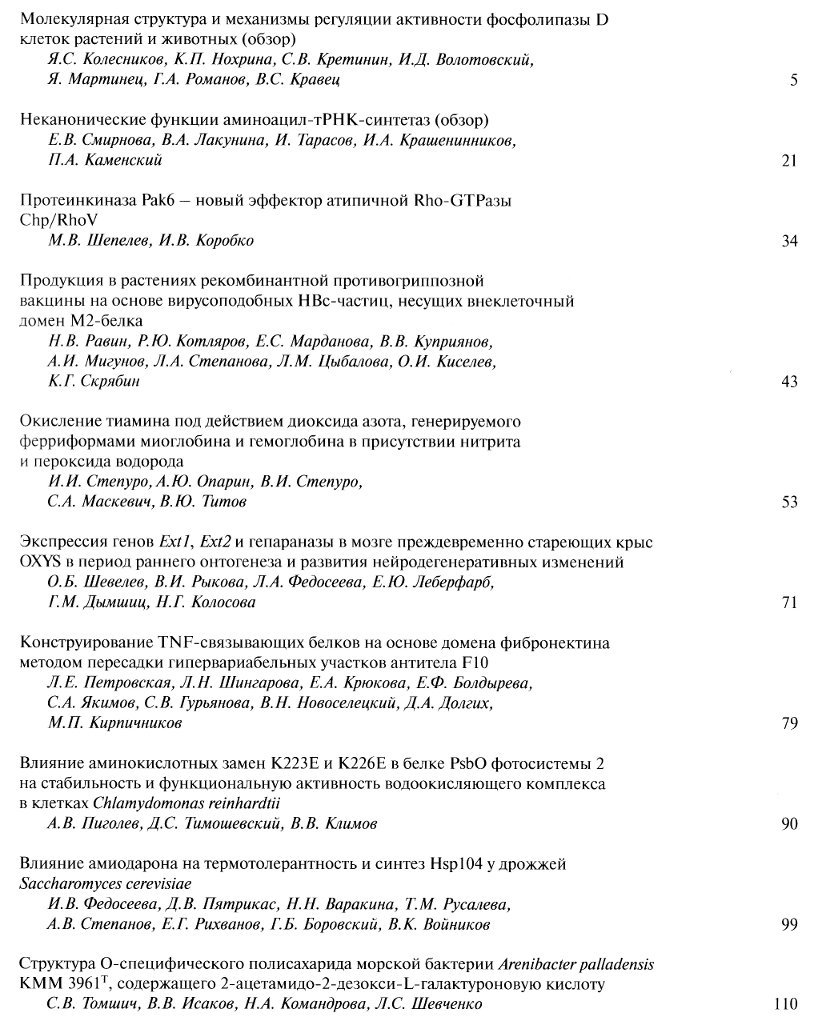 Молекулярная структура и механизмы регуляции активности фосфолипазы D
клеток растений и животных (обзор)
Я.С. Колесников, К.П. Нохрина, С.В. Кретинин, И.Д. Волотовский,
Я. Мартинец, Г.А. Романов, В.С. Кравец 5
Неканонические функции аминоацил-тРНК-синтетаз (обзор)
Е.В. Смирнова, В.А. Лакунина, И. Тарасов, И.А. Крашенинников,
П.А. Каменский 21
Протеинкиназа Pak6 – новый эффектор атипичной Rho-GTPазы
Chp/RhoV
М.В. Шепелев, И.В. Коробко 34
Продукция в растениях рекомбинантной противогриппозной
вакцины на основе вирусоподобных HBc-частиц, несущих внеклеточный
домен M2-белка
Н.В. Равин, Р.Ю. Котляров, Е.С. Марданова, В.В. Куприянов,
А.И. Мигунов, Л.А. Степанова, Л.М. Цыбалова, О.И. Киселев,
К.Г. Скрябин 43
Окисление тиамина под действием диоксида азота, генерируемого
ферриформами миоглобина и гемоглобина в присутствии нитрита
и пероксида водорода
И.И. Степуро, А.Ю. Опарин, В.И. Степуро,
С.А. Маскевич, В.Ю. Титов 53
Экспрессия генов Ext1, Ext2 и гепараназы в мозге преждевременно стареющих крыс
OXYS в период раннего онтогенеза и развития нейродегенеративных изменений
О.Б. Шевелев, В.И. Рыкова, Л.А. Федосеева, Е.Ю. Леберфарб,
Г.М. Дымшиц, Н.Г. Колосова 71
Конструирование TNF-связывающих белков на основе домена фибронектина
методом пересадки гипервариабельных участков антитела F10
Л.Е. Петровская, Л.Н. Шингарова, Е.А. Крюкова, Е.Ф. Болдырева,
С.А. Якимов, С.В. Гурьянова, В.Н. Новоселецкий, Д.А. Долгих,
М.П. Кирпичников 79
Влияние аминокислотных замен K223E и K226E в белке PsbO фотосистемы 2
на стабильность и функциональную активность водоокисляющего комплекса
в клетках Chlamydomonas reinhardtii
А.В. Пиголев, Д.С. Тимошевский, В.В. Климов 90
Влияние амиодарона на термотолерантность и синтез Hsp104 у дрожжей
Saccharomyces cerevisiae
И.В. Федосеева, Д.В. Пятрикас, Н.Н. Варакина, Т.М. Русалева,
А.В. Степанов, Е.Г. Рихванов, Г.Б. Боровский, В.К. Войников 99
Структура О-специфического полисахарида морской бактерии Arenibacter palladensis
КММ 3961ᵀ, содержащего 2-ацетамидо-2-дезокси-L-галактуроновую кислоту
С.В. Томшич, В.В. Исаков, Н.А. Командрова, Л.С. Шевченко 110